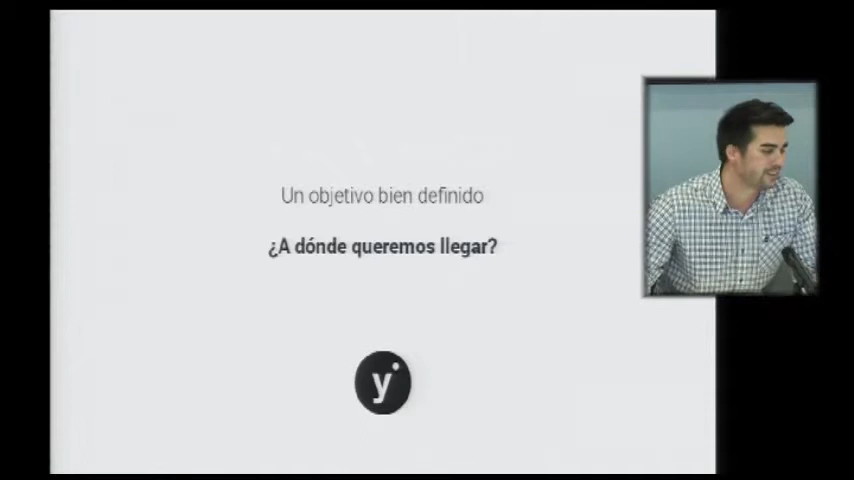 Un objetivo bien definido
¿A dónde queremos llegar?
y